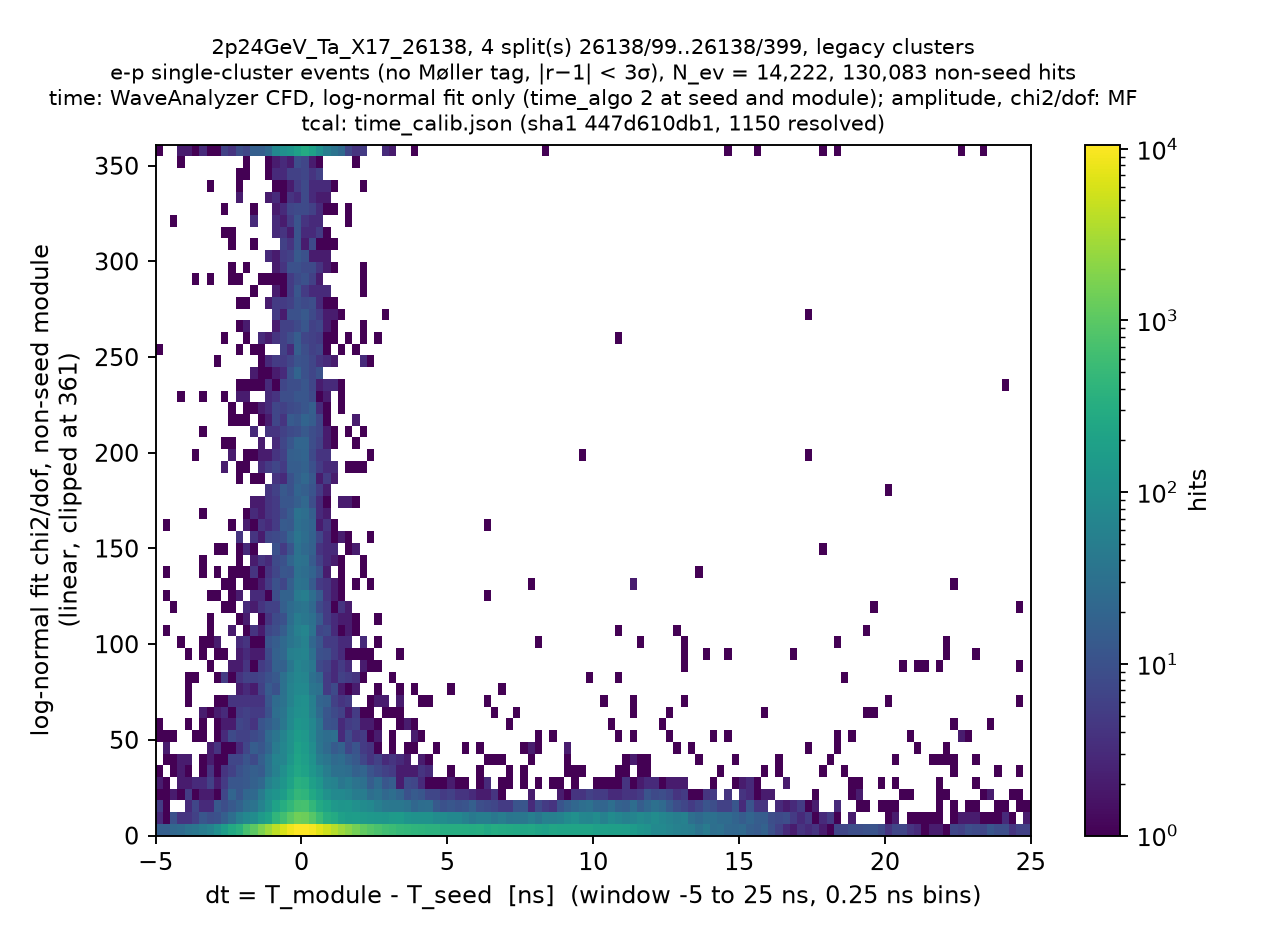 2p24GeV_Ta_X17_26138, 4 split(s) 26138/99..26138/399, legacy clusters
e-p single-cluster events (no Møller tag, |r−1| < 3σ), N_ev = 14,222, 130,083 non-seed hits
time: WaveAnalyzer CFD, log-normal fit only (time_algo 2 at seed and module); amplitude, chi2/dof: MF
tcal: time_calib.json (sha1 447d610db1, 1150 resolved)
log-normal fit chi2/dof, non-seed module
(linear, clipped at 361)
350
300
250
200
150
100
50
0
−5
0
5
10
15
20
25
dt = T_module - T_seed [ns] (window -5 to 25 ns, 0.25 ns bins)
10⁴
10³
10²
10¹
10⁰
hits